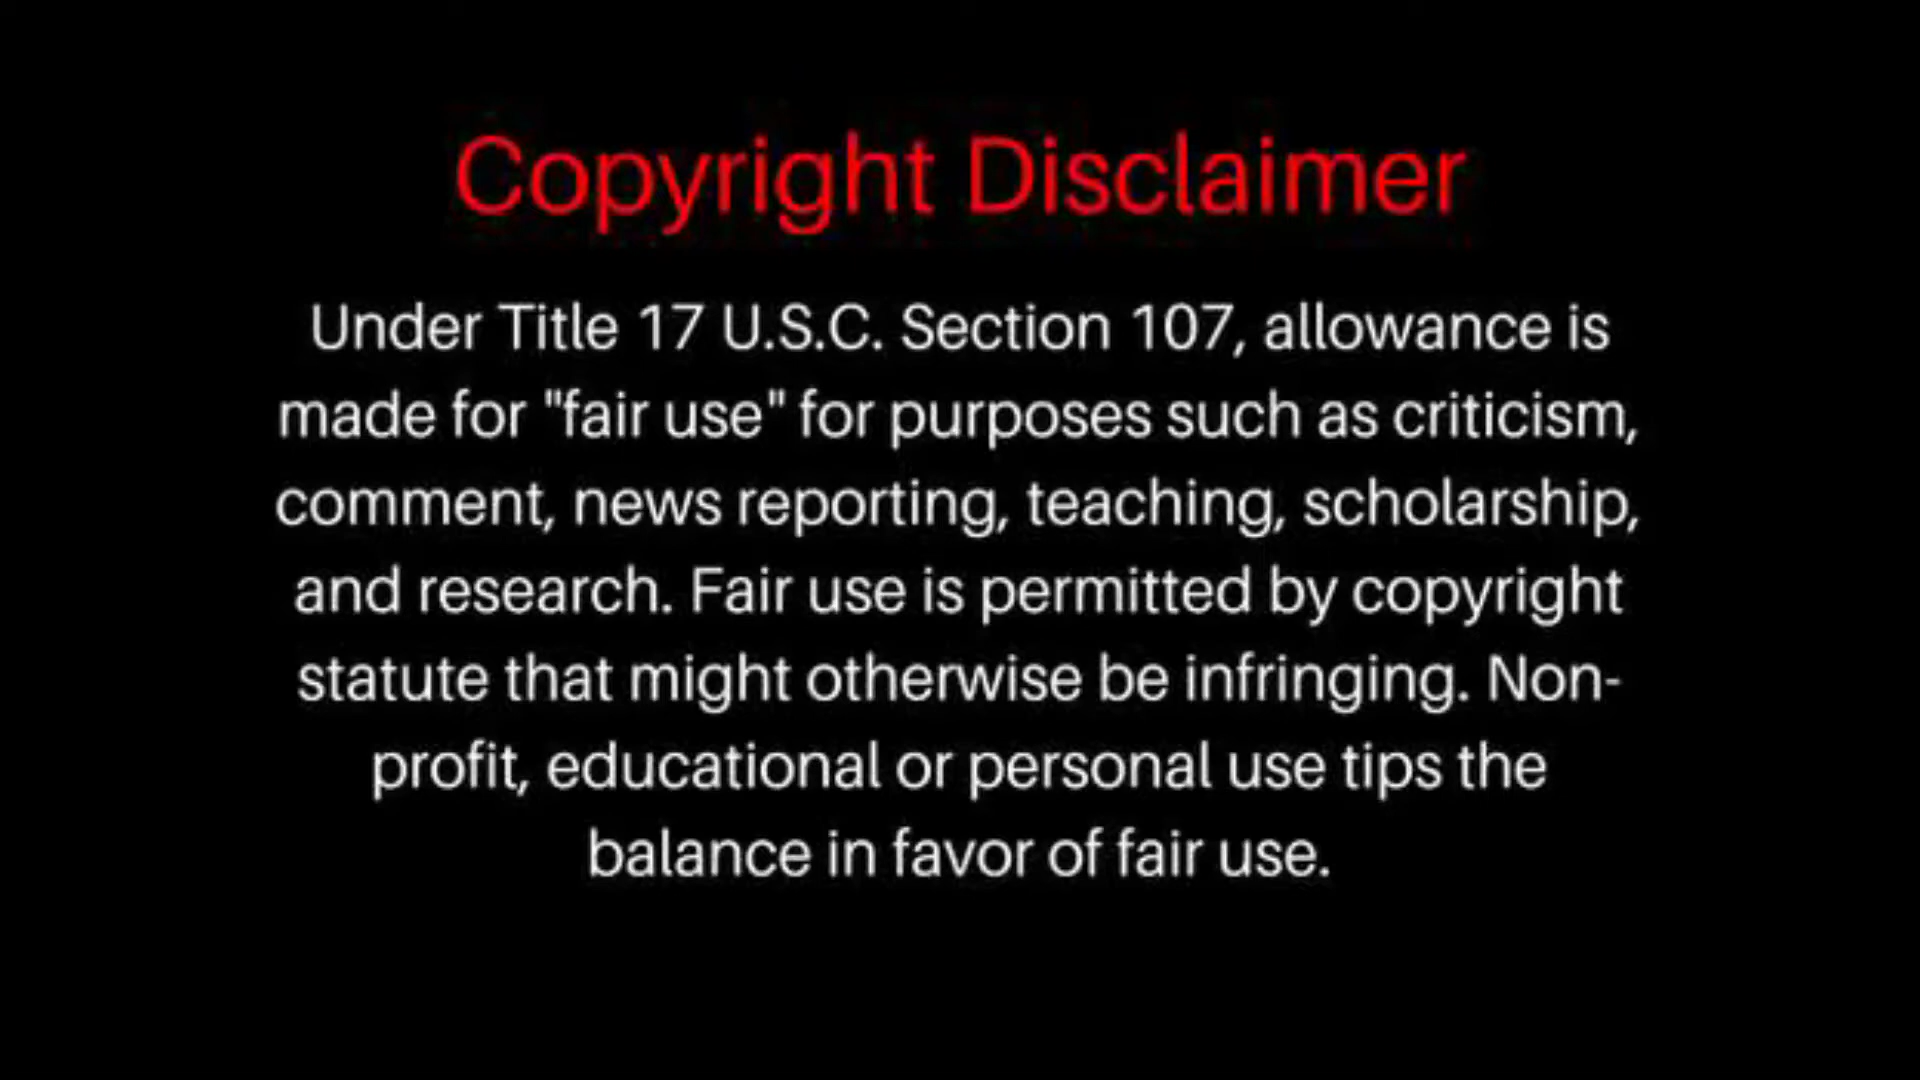 Copyright Disclaimer
Under Title 17 U.S.C. Section 107, allowance is
made for "fair use" for purposes such as criticism,
comment, news reporting, teaching, scholarship,
and research. Fair use is permitted by copyright
statute that might otherwise be infringing. Non-
profit, educational or personal use tips the
balance in favor of fair use.